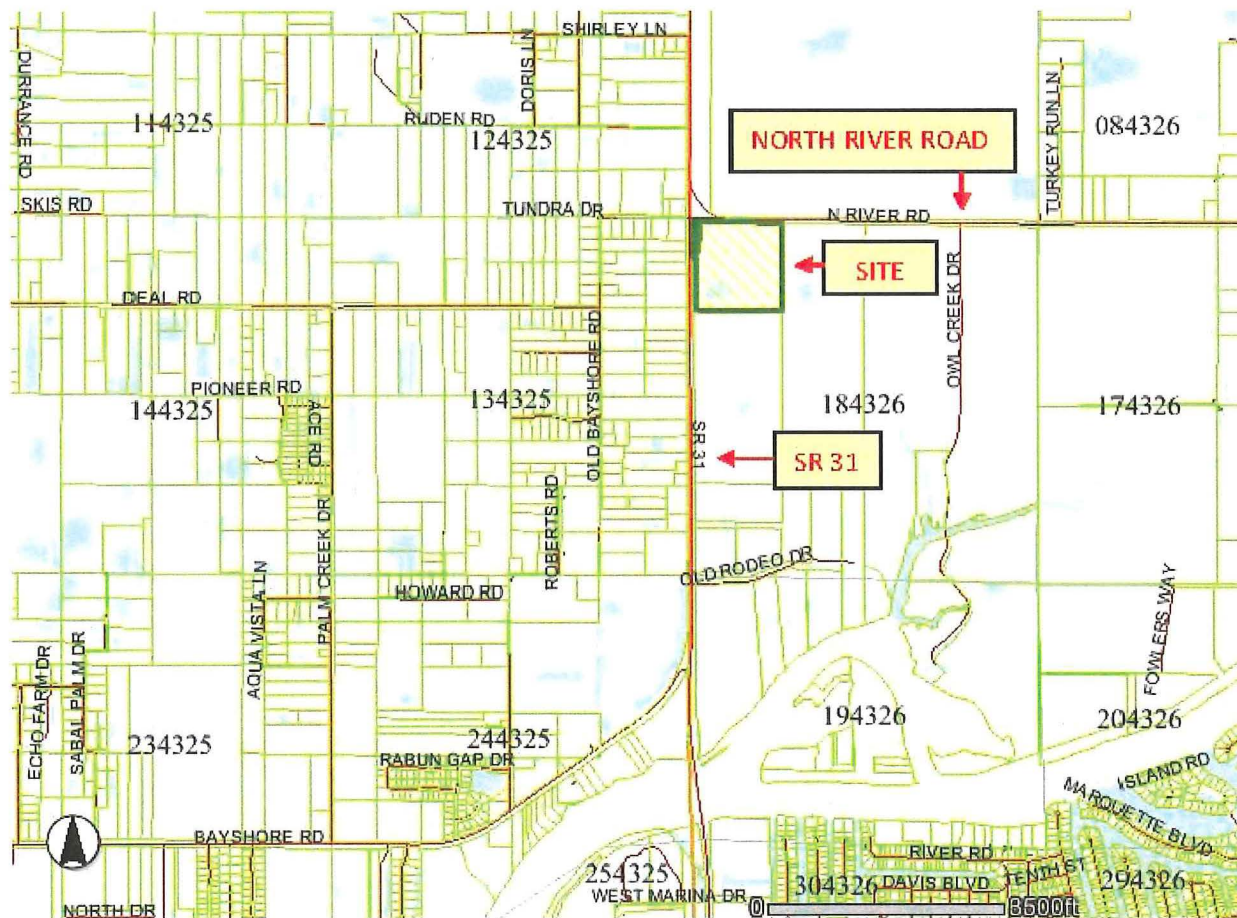 SHIRLEY LN
DURRANCE RD
DORIS LN
114325
RUDEN RD
124325
NORTH RIVER ROAD
084326
TURKEY RUN LN
SKIS RD
TUNDRA DR
N RIVER RD
SITE
OWL CREEK DR
DEAL RD
OLD BAYSHORE RD
PIONEER RD
144325
ACE RD
134325
184326
174326
SR 31
SR 31
ROBERTS RD
PALM CREEK DR
OLD RODEO DR
HOWARD RD
AQUA VISTA LN
FOWLERS WAY
ECHO FARM DR
SABAL PALM DR
234325
244325
194326
204326
RABUN GAP DR
ISLAND RD
MARQUETTE BLVD
BAYSHORE RD
RIVER RD
254325
304326
DAVIS BLVD
TENTH ST
294326
WEST MARINA DR
NORTH DR
0
8500ft